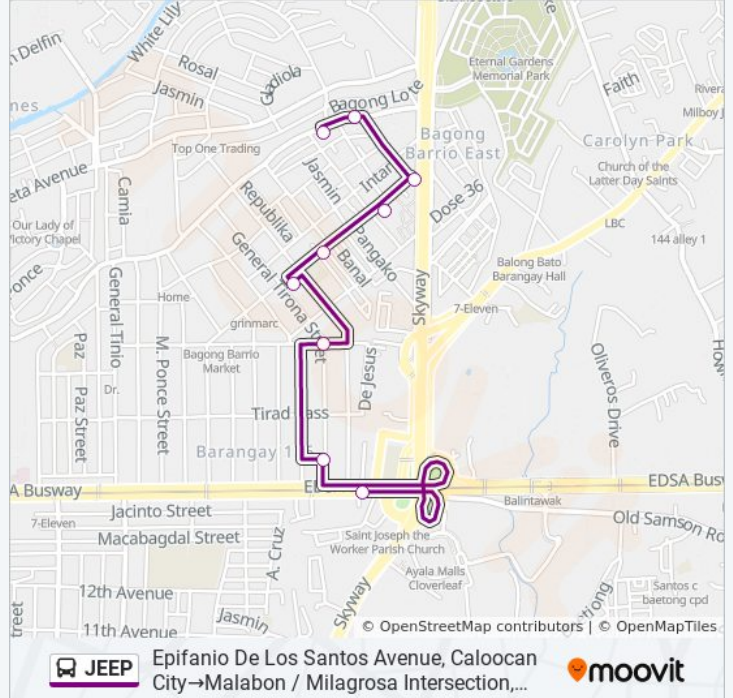 Delfin
White Lily
Rosal
Gladiola
Jasmin
Bagong Lote
Eternal Gardens
Memorial Park
Faith
Rivera
Milboy
Bagong
Barrio East
Carolyn Park
Top One Trading
Church of the
Latter Day Saints
eta Avenue
Camia
Jasmin
Intan
Dose 36
Republika
Our Lady of
Victory Chapel
LBC
Pangako
Banal
144 alley 1
Balong Bato
Barangay Hall
General Tirona Street
once
General Tinio
Home
Skyway
7-Eleven
grinmarc
Paz
M. Ponce Street
Bagong Barrio
Market
De Jesus
Oliveros Drive
Paz Street
Dr.
Tirad ass
Barangay 1
A Busway
ED
EDSA Busw
Balintawak
7-Eleven
Jacinto Street
Old Samson Ro
Macabagdal Street
A. Cruz
Saint Joseph the
Worker Parish Church
Ayala Malls
Cloverleaf
12th Avenue
Skyway
Santos c
baetong cpd
treet
Jasmin
11th Avenue
© OpenStreetMap contributors | © OpenMapTiles
JEEP
Epifanio De Los Santos Avenue, Caloocan
City→Malabon / Milagrosa Intersection,...
moovit